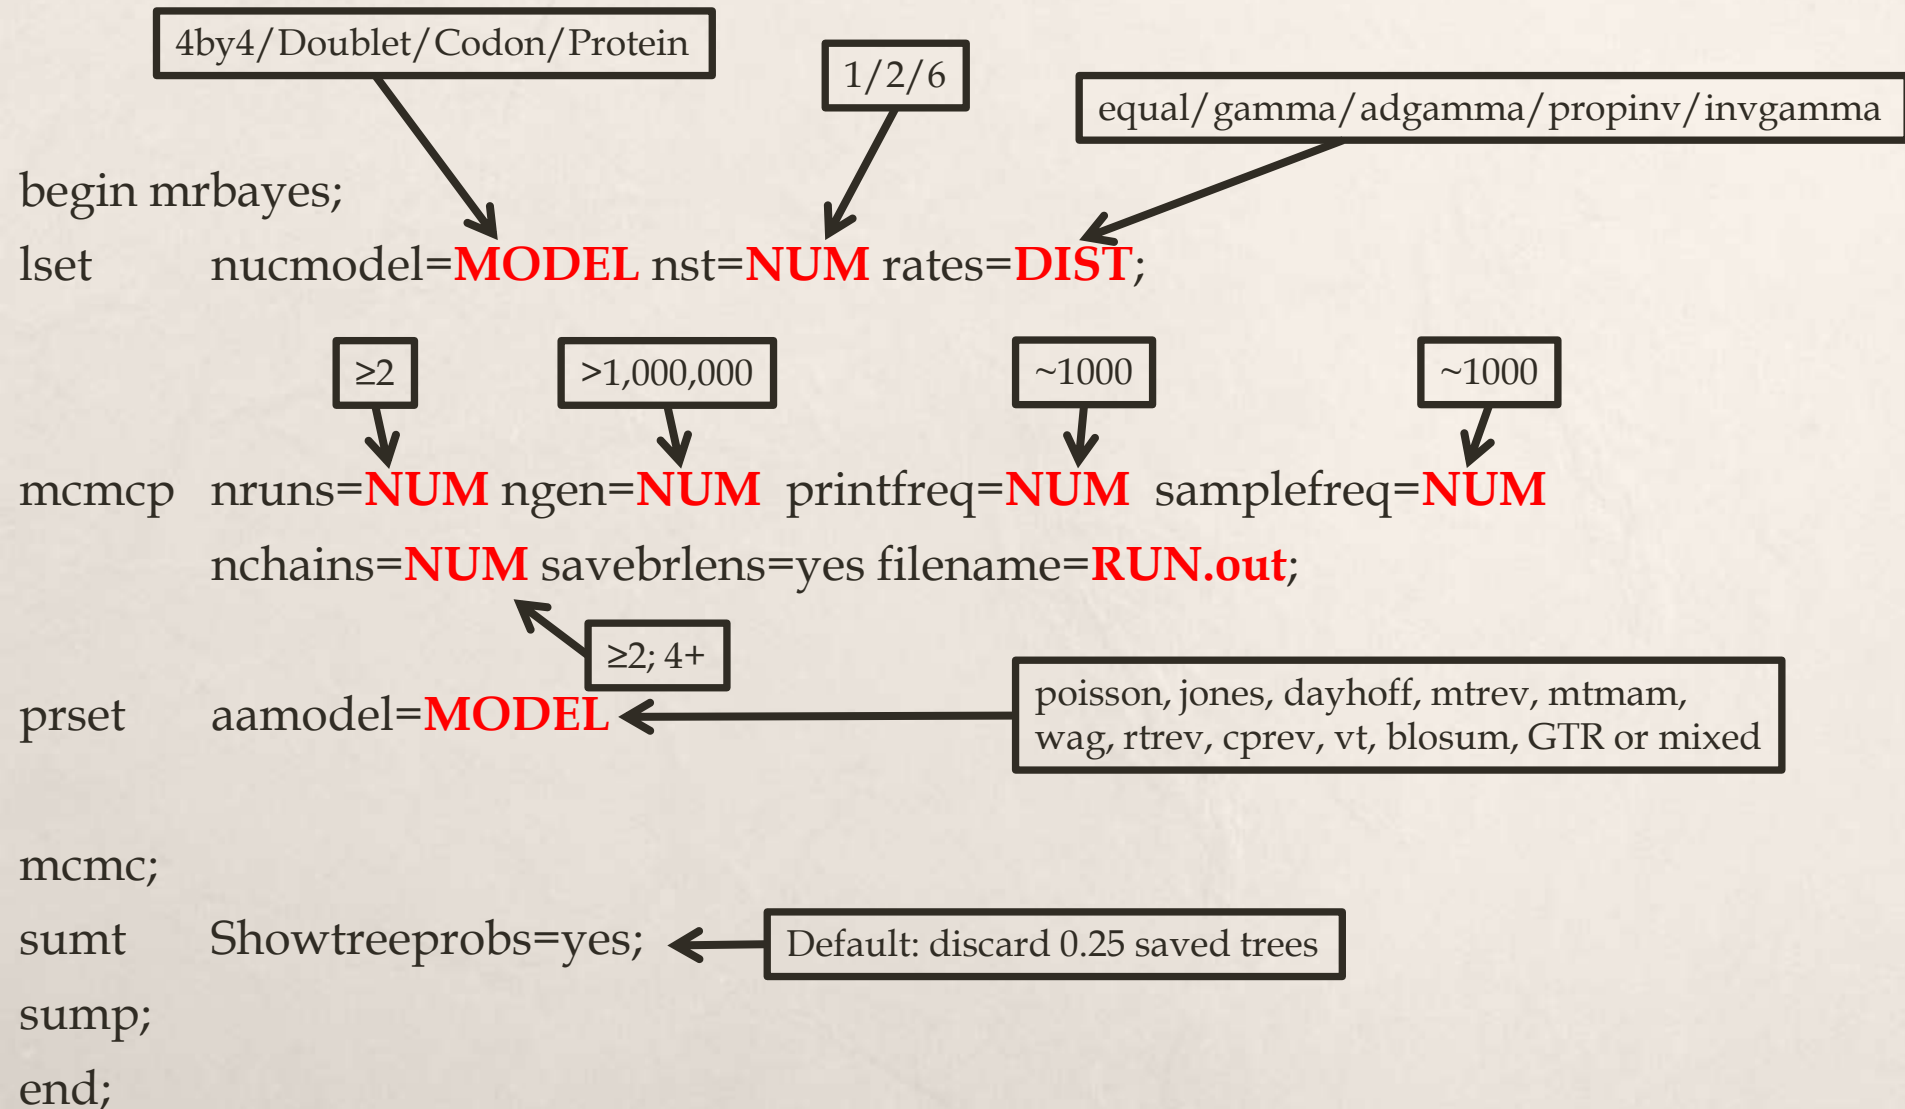 4by4/Doublet/Codon/Protein
1/2/6
equal/gamma/adgamma/propinv/invgamma
begin mrbayes;
lset nucmodel=MODEL nst=NUM rates=DIST;
≥2
>1,000,000
~1000
~1000
mcmcp nruns=NUM ngen=NUM printfreq=NUM samplefreq=NUM
nchains=NUM savebrlens=yes filename=RUN.out;
≥2; 4+
prset aamodel=MODEL
poisson, jones, dayhoff, mtrev, mtmam,
wag, rtrev, cprev, vt, blosum, GTR or mixed
mcmc;
sumt Showtreeprobs=yes;
Default: discard 0.25 saved trees
sump;
end;